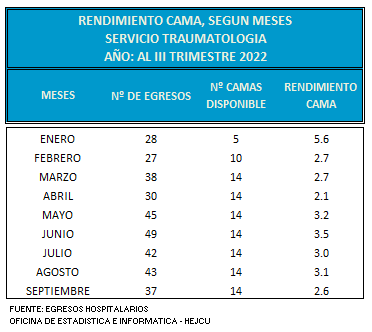 RENDIMIENTO CAMA, SEGUN MESES
SERVICIO TRAUMATOLOGIA
AÑO: AL III TRIMESTRE 2022
MESES Nº DE EGRESOS Nº CAMAS DISPONIBLE RENDIMIENTO CAMA
ENERO 28 5 5.6
FEBRERO 27 10 2.7
MARZO 38 14 2.7
ABRIL 30 14 2.1
MAYO 45 14 3.2
JUNIO 49 14 3.5
JULIO 42 14 3.0
AGOSTO 43 14 3.1
SEPTIEMBRE 37 14 2.6
FUENTE: EGRESOS HOSPITALARIOS
OFICINA DE ESTADISTICA E INFORMATICA - HEJCU